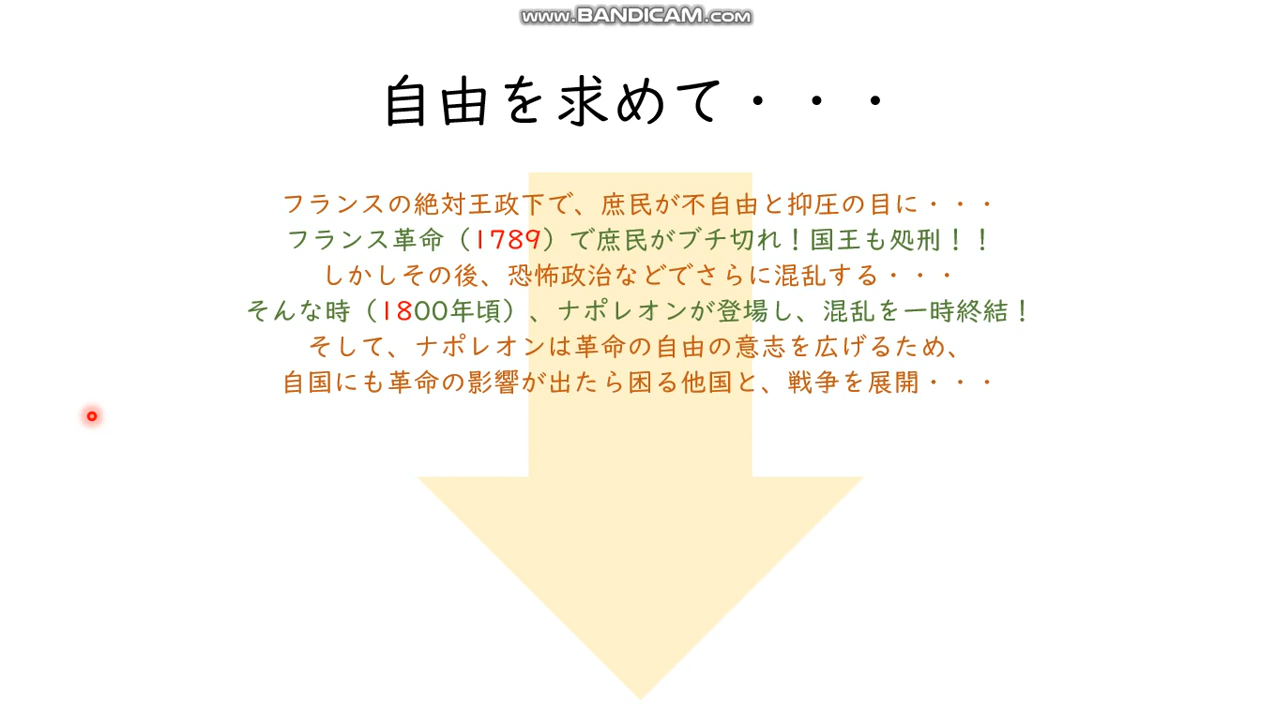 www.BANDICAM.com
自由を求めて・・・
フランスの絶対王政下で、庶民が不自由と抑圧の目に・・・
フランス革命（1789）で庶民がブチ切れ！国王も処刑！！
しかしその後、恐怖政治などでさらに混乱する・・・
そんな時（1800年頃）、ナポレオンが登場し、混乱を一時終結！
そして、ナポレオンは革命の自由の意志を広げるため、
自国にも革命の影響が出たら困る他国と、戦争を展開・・・